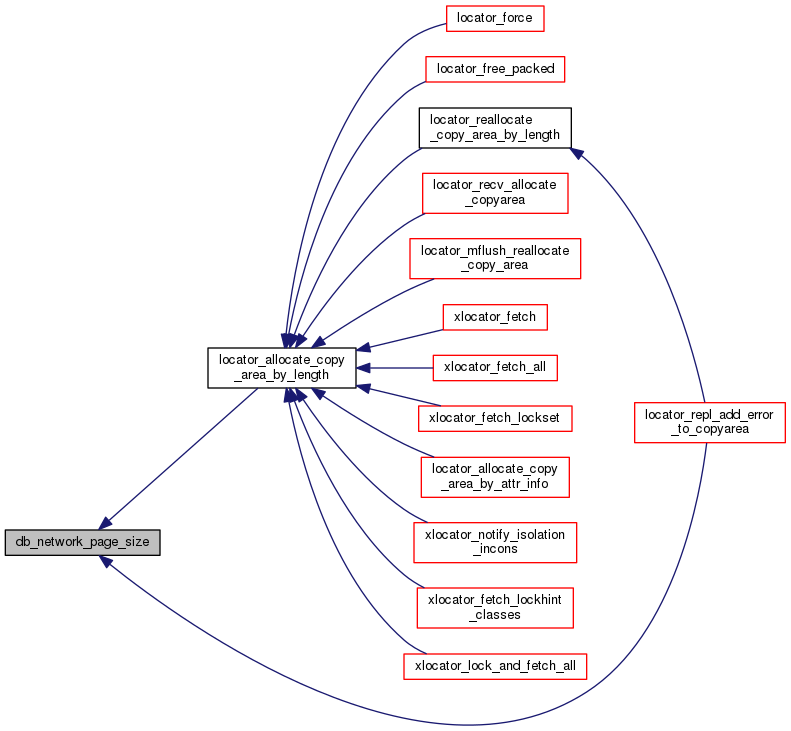 locator_force
locator_free_packed
locator_reallocate
_copy_area_by_length
locator_recv_allocate
_copyarea
locator_mflush_reallocate
_copy_area
xlocator_fetch
locator_allocate_copy
_area_by_length
xlocator_fetch_all
xlocator_fetch_lockset
locator_repl_add_error
_to_copyarea
locator_allocate_copy
_area_by_attr_info
db_network_page_size
xlocator_notify_isolation
_incons
xlocator_fetch_lockhint
_classes
xlocator_lock_and_fetch_all